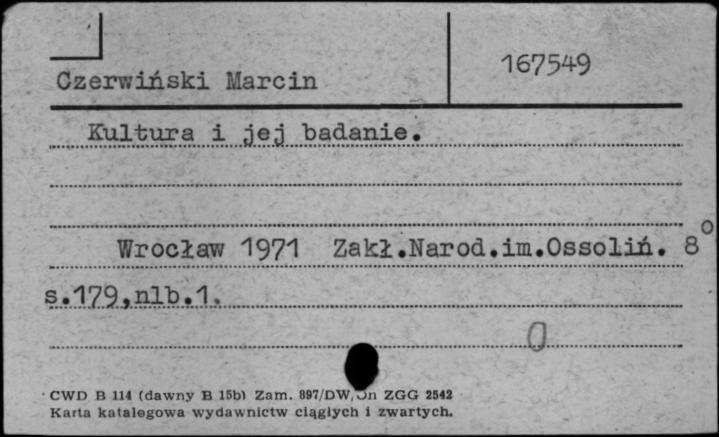 167549
Czerwiński Marcin
Kultura i jej badanie.
Wrocław 1971 Zakł.Narod.im.Ossoliń. 8°
s.179,nlb.1.
0
CWD B 114 (dawny B 15b) Zam. 897/DW, ZGG 2542
Karta katalogowa wydawnictw ciągłych i zwartych.